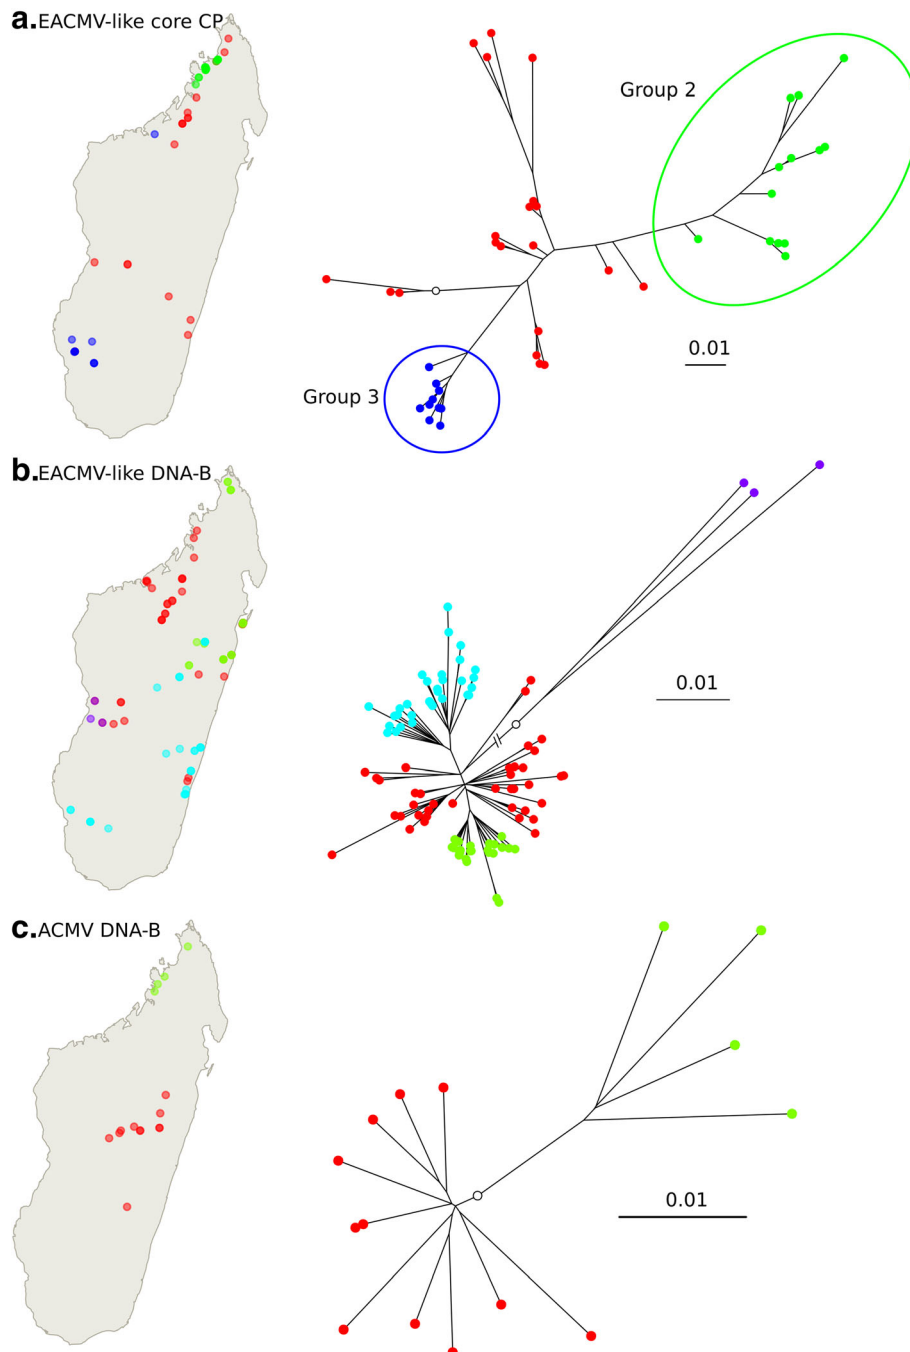 a. EACMV-like core CP
Group 2
0.01
Group 3
b. EACMV-like DNA-B
0.01
c. ACMV DNA-B
0.01